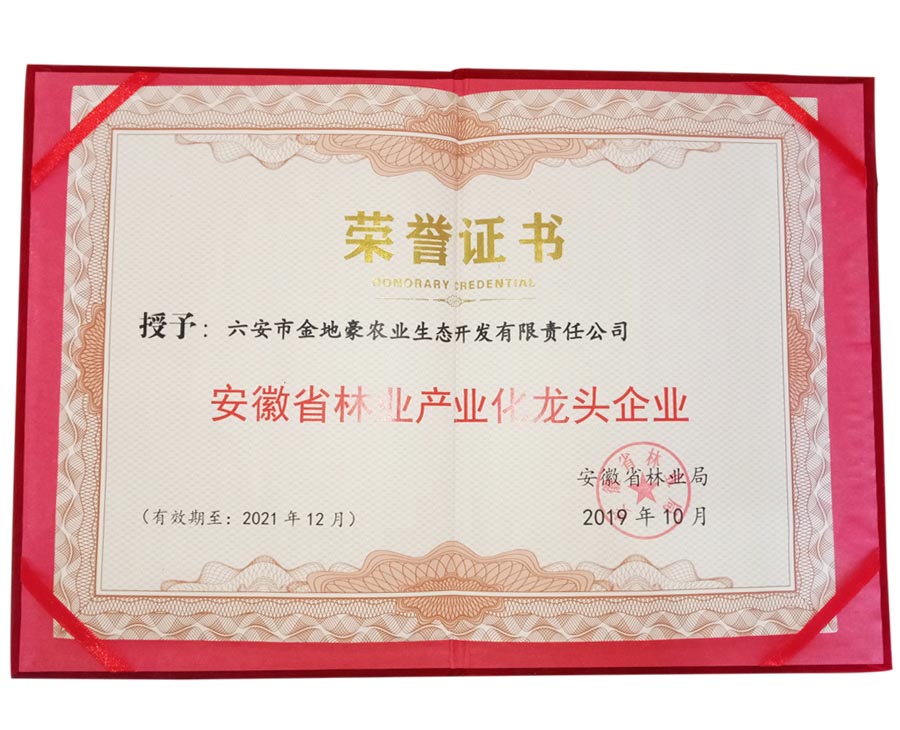 荣誉证书
HONORARY CREDENTIAL
授予：六安市金地豪农业生态开发有限责任公司
安徽省林业产业化龙头企业
安徽省林业局
（有效期至：2021年12月）
2019年10月